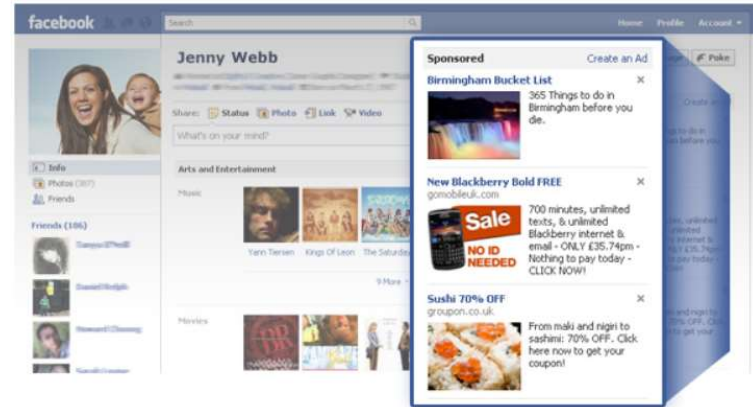 facebook
Search
Home Profile Account
Jenny Webb
Share: Status Photo Link Video
What's on your mind?
Info
Photos (387)
Friends
Friends (106)
Arts and Entertainment
Music
Yann Tiersen Kings Of Leon The Saturday
9 More
Movies
Sponsored Create an Ad
Birmingham Bucket List
365 Things to do in
Birmingham before you
die.
New Blackberry Bold FREE
gomobileuk.com
Sale
NO ID
NEEDED
700 minutes, unlimited
texts, & unlimited
Blackberry internet &
email - ONLY £35.74pm -
Nothing to pay today -
CLICK NOW!
Sushi 70% OFF
groupon.co.uk
From maki and nigiri to
sashimi: 70% OFF. Click
here now to get your
coupon!
Poke